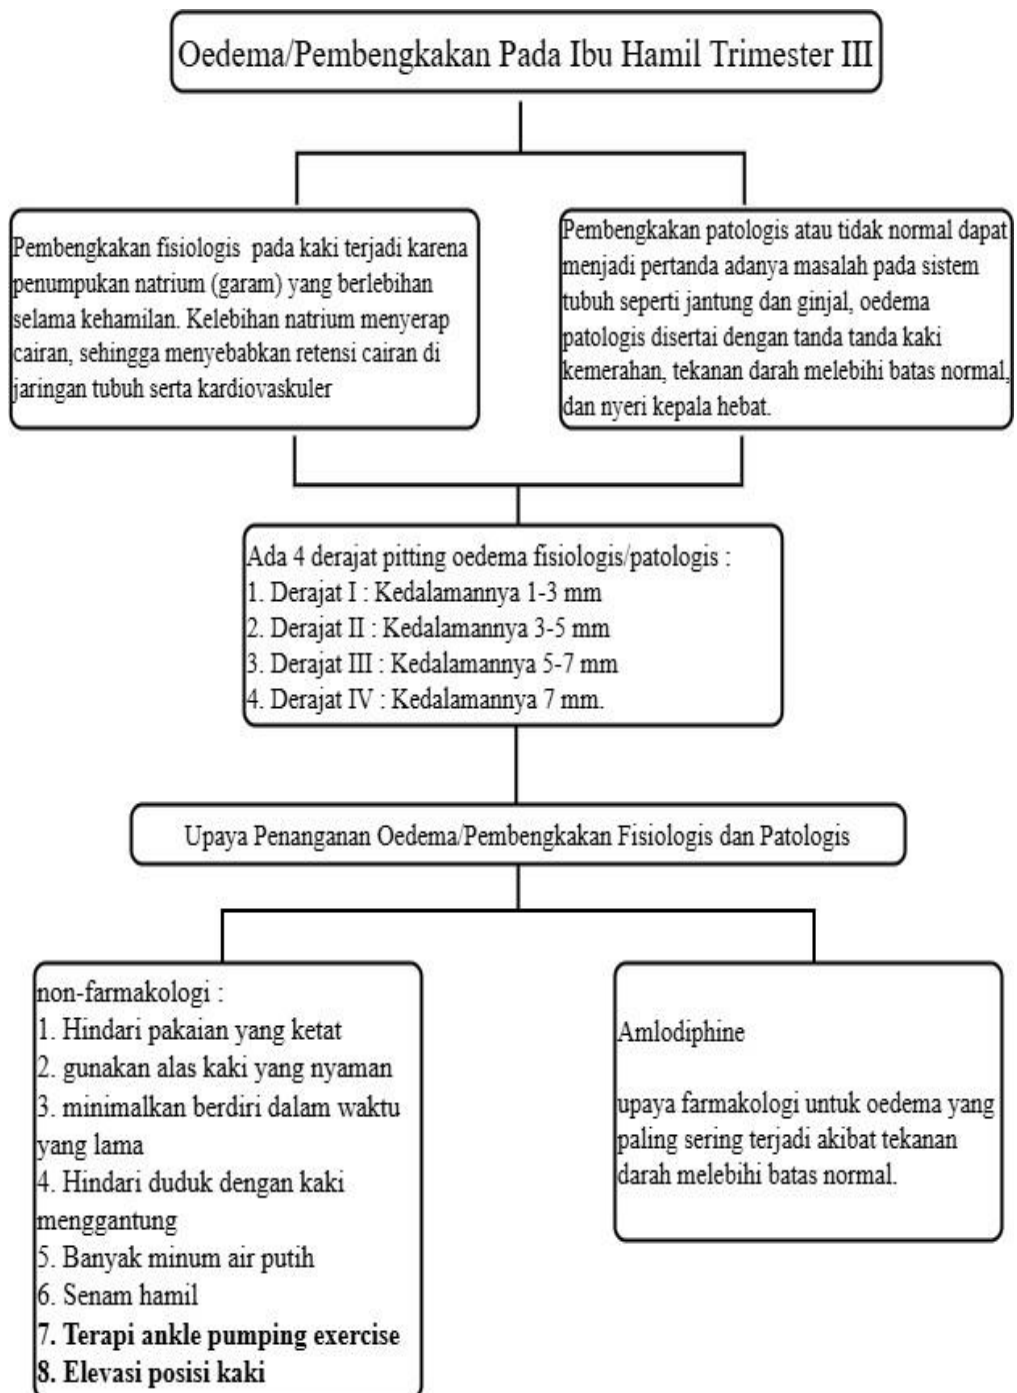 Oedema/Pembengkakan Pada Ibu Hamil Trimester III
Pembengkakan fisiologis pada kaki terjadi karena
penumpukan natrium (garam) yang berlebihan
selama kehamilan. Kelebihan natrium menyerap
cairan, sehingga menyebabkan retensi cairan di
jaringan tubuh serta kardiovaskuler
Pembengkakan patologis atau tidak normal dapat
menjadi pertanda adanya masalah pada sistem
tubuh seperti jantung dan ginjal, oedema
patologis disertai dengan tanda tanda kaki
kemerahan, tekanan darah melebihi batas normal,
dan nyeri kepala hebat.
Ada 4 derajat pitting oedema fisiologis/patologis :
1. Derajat I : Kedalamannya 1-3 mm
2. Derajat II : Kedalamannya 3-5 mm
3. Derajat III : Kedalamannya 5-7 mm
4. Derajat IV : Kedalamannya 7 mm.
Upaya Penanganan Oedema/Pembengkakan Fisiologis dan Patologis
non-farmakologi :
1. Hindari pakaian yang ketat
2. gunakan alas kaki yang nyaman
3. minimalkan berdiri dalam waktu
yang lama
4. Hindari duduk dengan kaki
menggantung
5. Banyak minum air putih
6. Senam hamil
7. Terapi ankle pumping exercise
8. Elevasi posisi kaki
Amlodiphine
upaya farmakologi untuk oedema yang
paling sering terjadi akibat tekanan
darah melebihi batas normal.